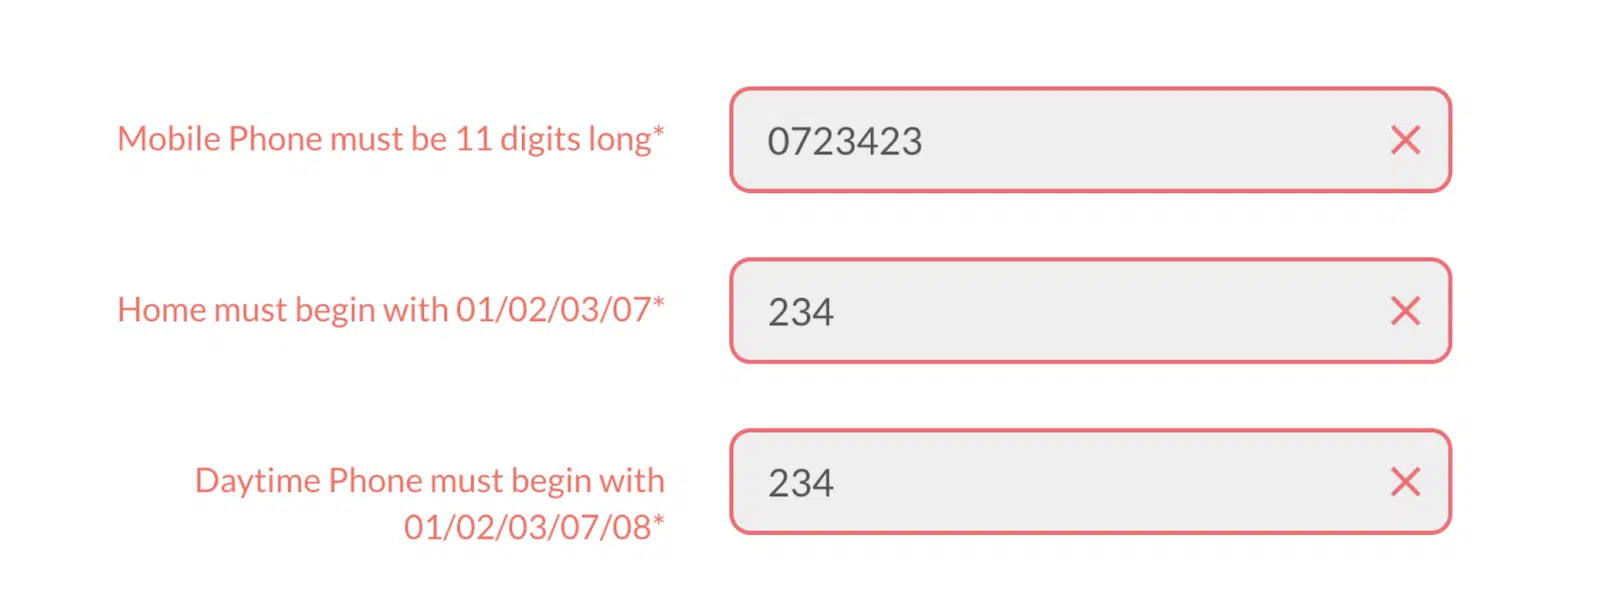 Mobile Phone must be 11 digits long*
0723423
Home must begin with 01/02/03/07*
234
Daytime Phone must begin with
01/02/03/07/08*
234